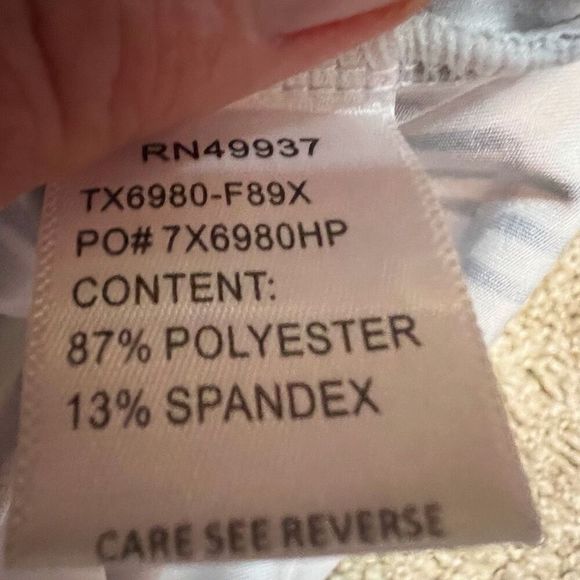 RN49937
TX6980-F89X
PO# 7X6980HP
CONTENT:
87% POLYESTER
13% SPANDEX
CARE SEE REVERSE